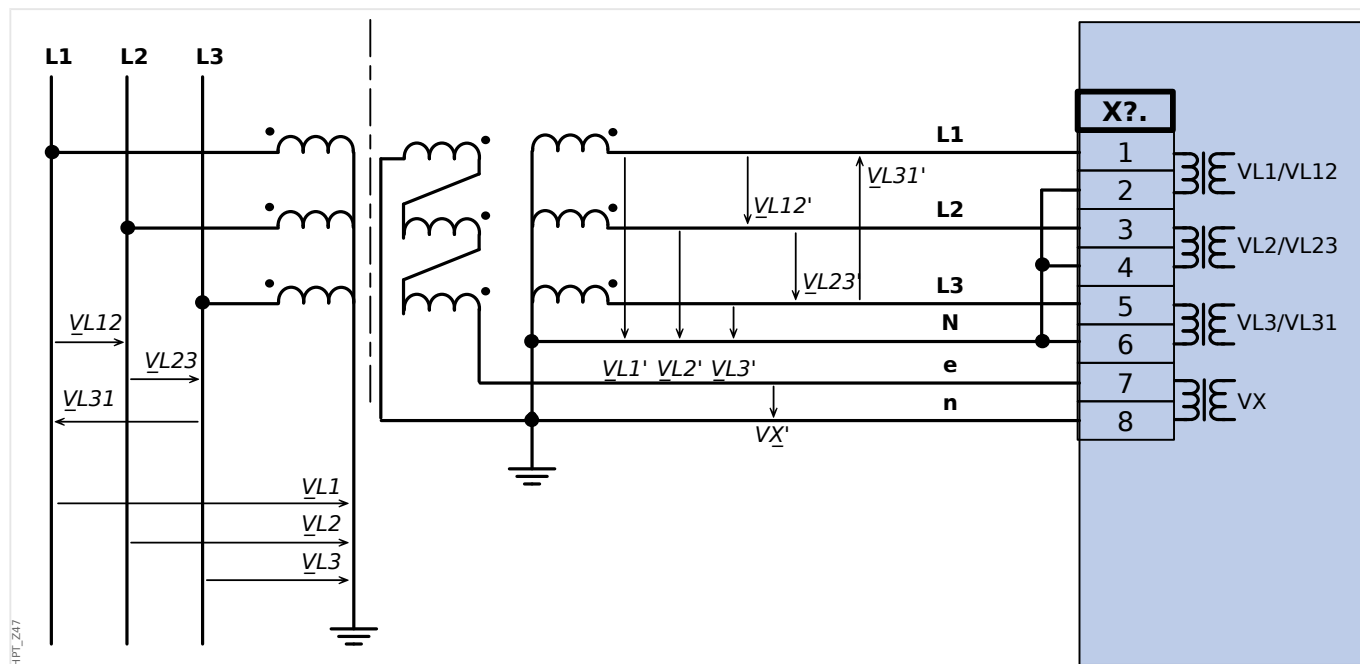 L1 L2 L3
X?.
L1
1
VL1/VL12
VL31'
2
VL12'
L2
3
VL2/VL23
4
VL23'
L3
5
VL3/VL31
N
6
VL12
VL23
VL1' VL2' VL3'
e
7
VL31
n
8
VX
VX'
VL1
VL2
VL3
HPT_Z47